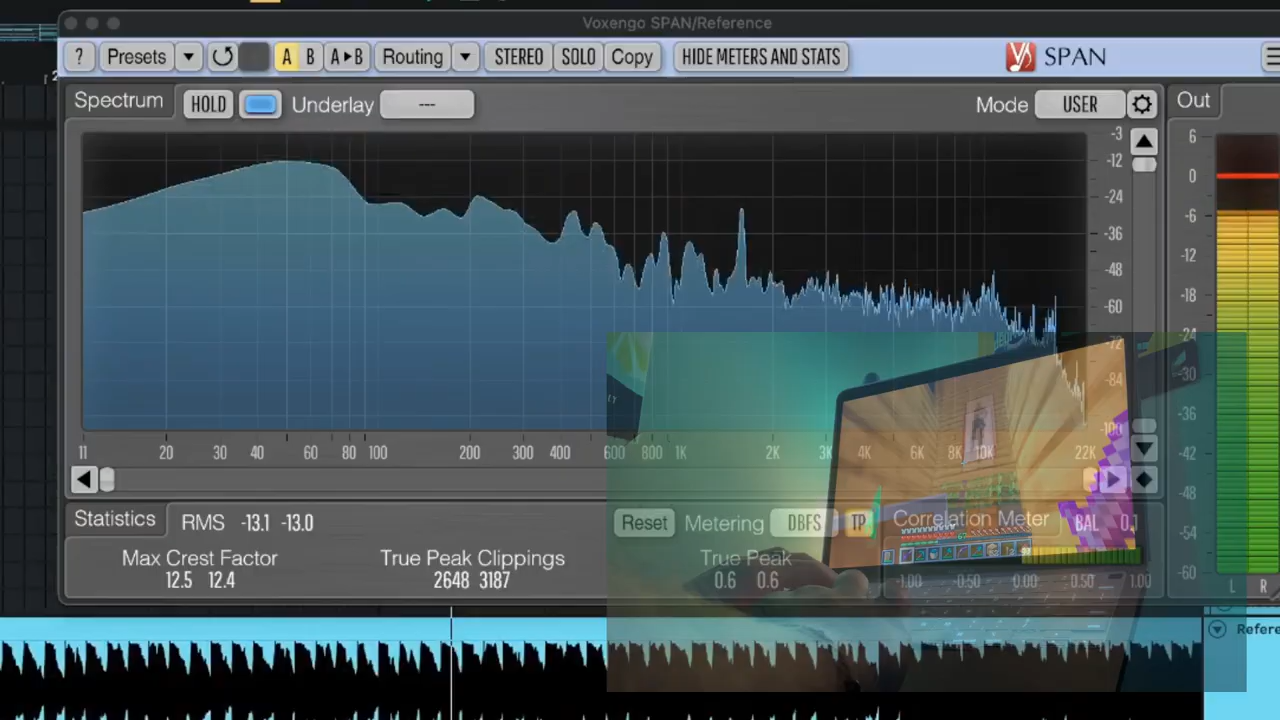 Voxengo SPAN/Reference
? Presets A B A▸B Routing STEREO SOLO Copy HIDE METERS AND STATS SPAN
Spectrum HOLD Underlay --- Mode USER Out
-3
-12
-24
-36
-48
-60
-72
-84
-100
6
0
-6
-12
-18
-24
-30
-36
-42
-48
-54
-60
11 20 30 40 60 80 100 200 300 400 600 800 1K 2K 3K 4K 6K 8K 10K 22K
Statistics RMS -13.1 -13.0 Reset Metering DBFS TP Correlation Meter BAL 0.1
Max Crest Factor True Peak Clippings True Peak
12.5 12.4 2648 3187 0.6 0.6 -1.00 -0.50 0.00 0.50 1.00 L R
Refere